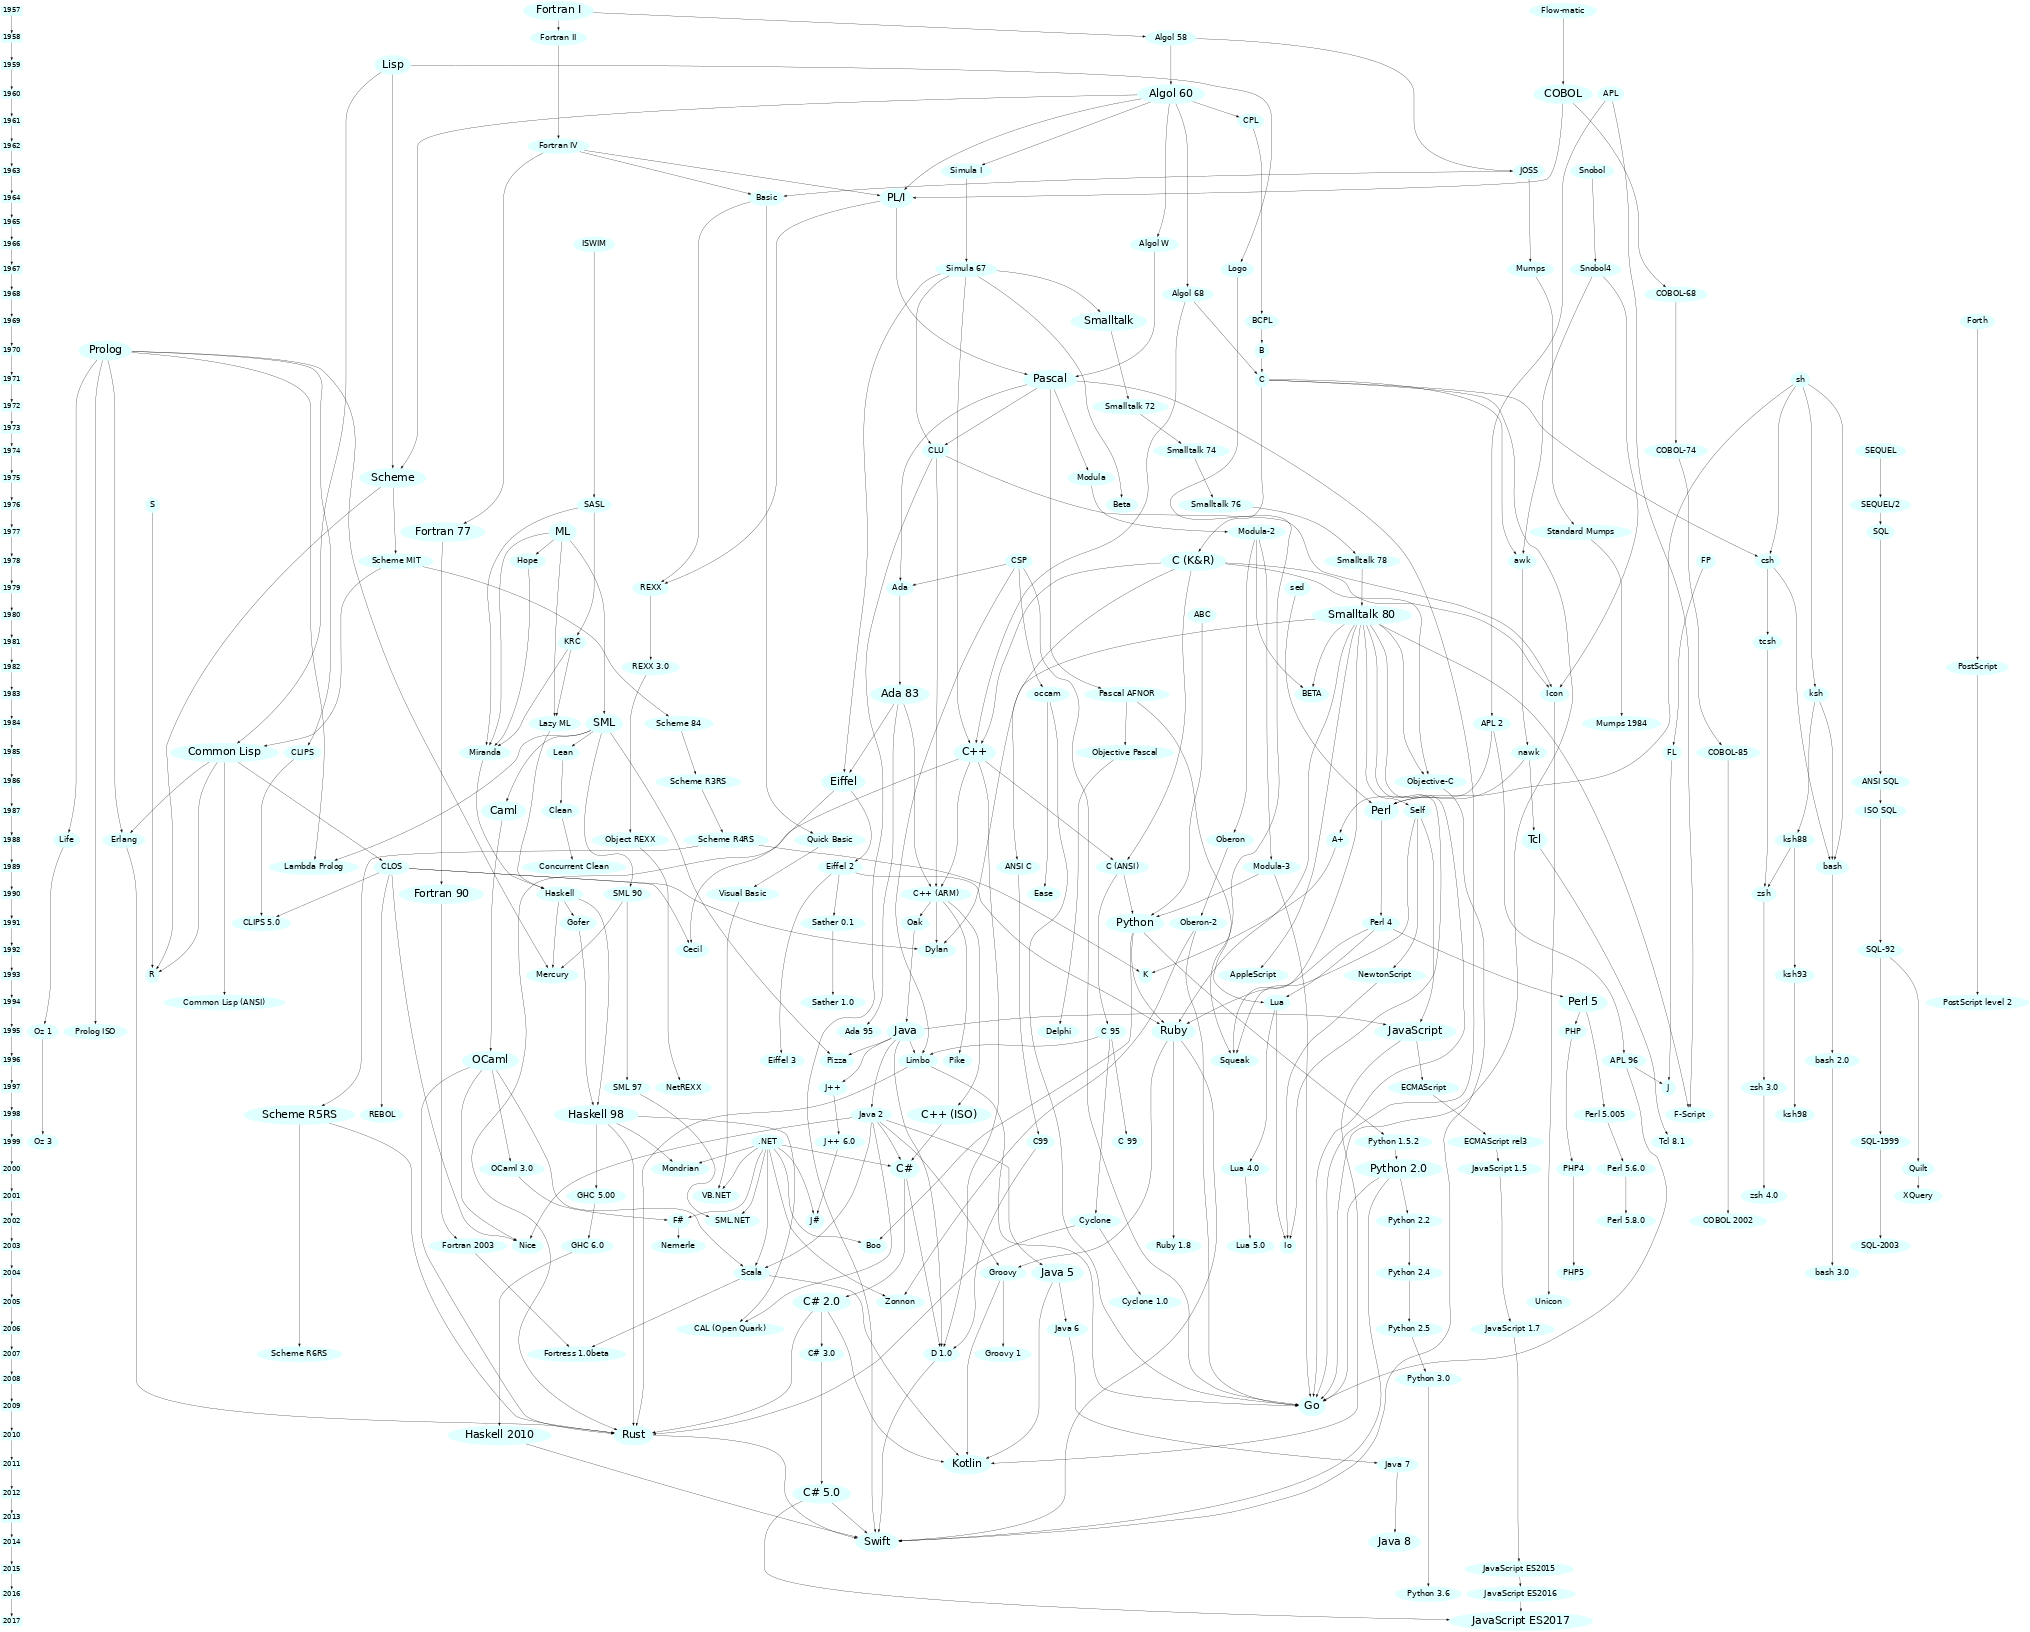 1957 Fortran I Flow-matic
1958 Fortran II Algol 58
1959 Lisp
1960 Algol 60 COBOL APL
1961 CPL
1962 Fortran IV
1963 Simula I JOSS Snobol
1964 Basic PL/I
1965
1966 ISWIM Algol W
1967 Simula 67 Logo Mumps Snobol4
1968 Algol 68 COBOL-68
1969 Smalltalk BCPL Forth
1970 Prolog B
1971 Pascal C sh
1972 Smalltalk 72
1973
1974 CLU Smalltalk 74 COBOL-74 SEQUEL
1975 Scheme Modula
1976 S SASL Beta Smalltalk 76 SEQUEL/2
1977 Fortran 77 ML Modula-2 Standard Mumps SQL
1978 Scheme MIT Hope CSP C (K&R) Smalltalk 78 awk FP csh
1979 REXX Ada sed
1980 ABC Smalltalk 80
1981 KRC tcsh
1982 REXX 3.0 PostScript
1983 Ada 83 occam Pascal AFNOR BETA Icon ksh
1984 Lazy ML SML Scheme 84 APL 2 Mumps 1984
1985 Common Lisp CLIPS Miranda Lean C++ Objective Pascal nawk FL COBOL-85
1986 Scheme R3RS Eiffel Objective-C ANSI SQL
1987 Caml Clean Perl Self ISO SQL
1988 Life Erlang Object REXX Scheme R4RS Quick Basic Oberon A+ Tcl ksh88
1989 Lambda Prolog CLOS Concurrent Clean Eiffel 2 ANSI C C (ANSI) Modula-3 bash
1990 Fortran 90 Haskell SML 90 Visual Basic C++ (ARM) Ease zsh
1991 CLIPS 5.0 Gofer Sather 0.1 Oak Python Oberon-2 Perl 4
1992 Cecil Dylan SQL-92
1993 R Mercury K AppleScript NewtonScript ksh93
1994 Common Lisp (ANSI) Sather 1.0 Lua Perl 5 PostScript level 2
1995 Oz 1 Prolog ISO Ada 95 Java Delphi C 95 Ruby JavaScript PHP
1996 OCaml Eiffel 3 Pizza Limbo Pike Squeak APL 96 bash 2.0
1997 SML 97 NetREXX J++ ECMAScript J zsh 3.0
1998 Scheme R5RS REBOL Haskell 98 Java 2 C++ (ISO) Perl 5.005 F-Script ksh98
1999 Oz 3 .NET J++ 6.0 C99 C 99 Python 1.5.2 ECMAScript rel3 Tcl 8.1 SQL-1999
2000 OCaml 3.0 Mondrian C# Lua 4.0 Python 2.0 JavaScript 1.5 PHP4 Perl 5.6.0 Quilt
2001 GHC 5.00 VB.NET zsh 4.0 XQuery
2002 F# SML.NET J# Cyclone Python 2.2 Perl 5.8.0 COBOL 2002
2003 Fortran 2003 Nice GHC 6.0 Nemerle Boo Ruby 1.8 Lua 5.0 Io SQL-2003
2004 Scala Groovy Java 5 Python 2.4 PHP5 bash 3.0
2005 C# 2.0 Zonnon Cyclone 1.0 Unicon
2006 CAL (Open Quark) Java 6 Python 2.5 JavaScript 1.7
2007 Scheme R6RS Fortress 1.0beta C# 3.0 D 1.0 Groovy 1
2008 Python 3.0
2009 Go
2010 Haskell 2010 Rust
2011 Kotlin Java 7
2012 C# 5.0
2013
2014 Swift Java 8
2015 JavaScript ES2015
2016 Python 3.6 JavaScript ES2016
2017 JavaScript ES2017